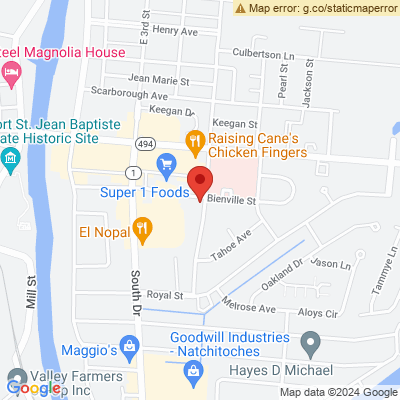 Map error: g.co/staticmaperror
Henry Ave
E 3rd St
Culbertson Ln
teel Magnolia House
Jean Marie St
Pearl St
Jackson St
Scarborough Ave
Keegan Dr
Keegan St
ort St. Jean Baptiste
ate Historic Site
494
Raising Cane's
Chicken Fingers
1
Super 1 Foods
Bienville St
El Nopal
Tahoe Ave
Jason Ln
Oakland Dr
Tammye Ln
Mill St
South Dr.
Royal St
Melrose Ave
Aloys Cir
Maggio's
Goodwill Industries
- Natchitoches
Hayes D Michael
Valley Farmers
p Inc
Google
Map data ©2024 Google